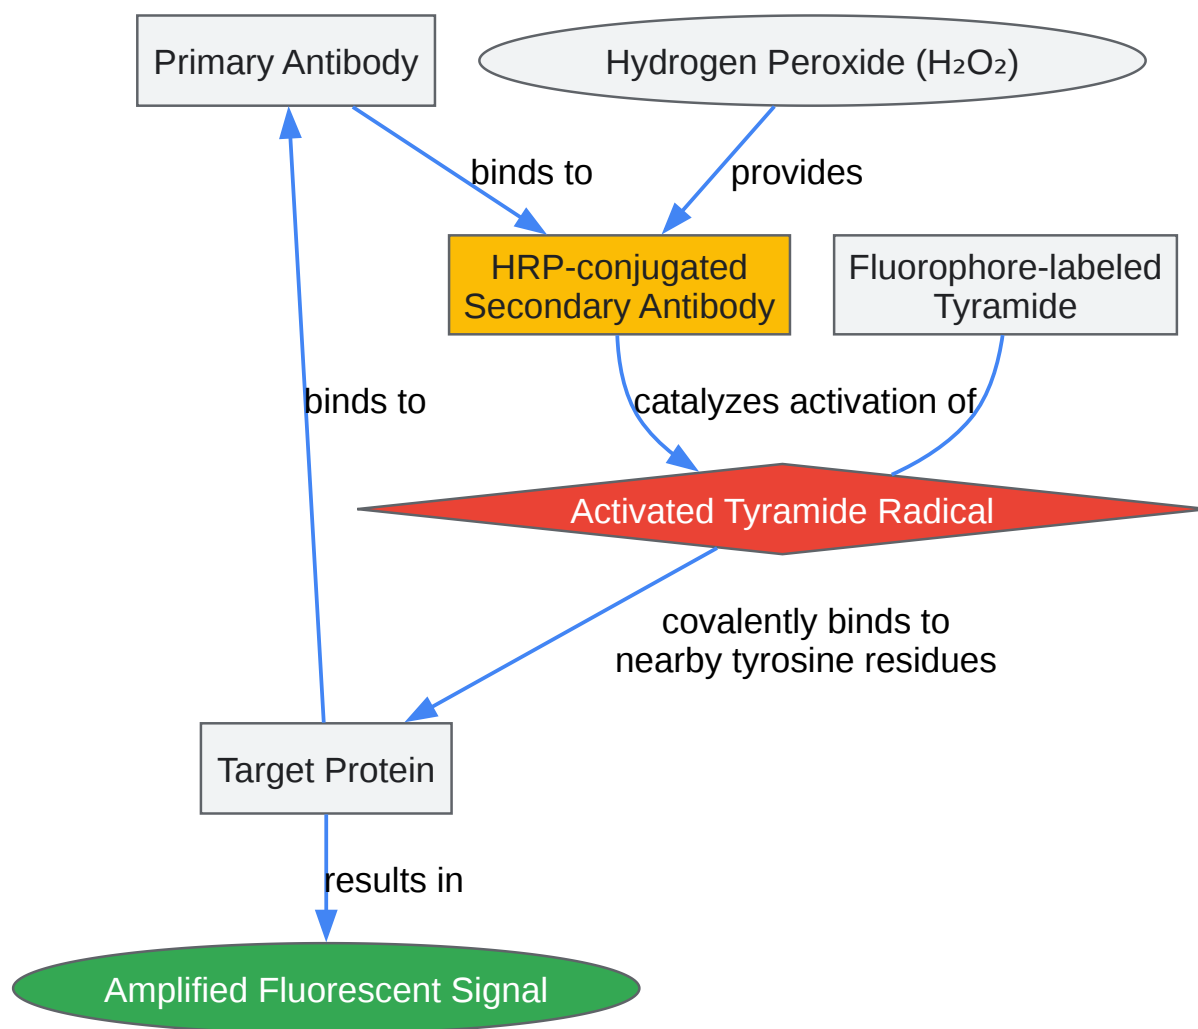 Primary Antibody
Hydrogen Peroxide (H₂O₂)
binds to
provides
HRP-conjugated
Secondary Antibody
Fluorophore-labeled
Tyramide
binds to
catalyzes activation of
Activated Tyramide Radical
covalently binds to
nearby tyrosine residues
Target Protein
results in
Amplified Fluorescent Signal